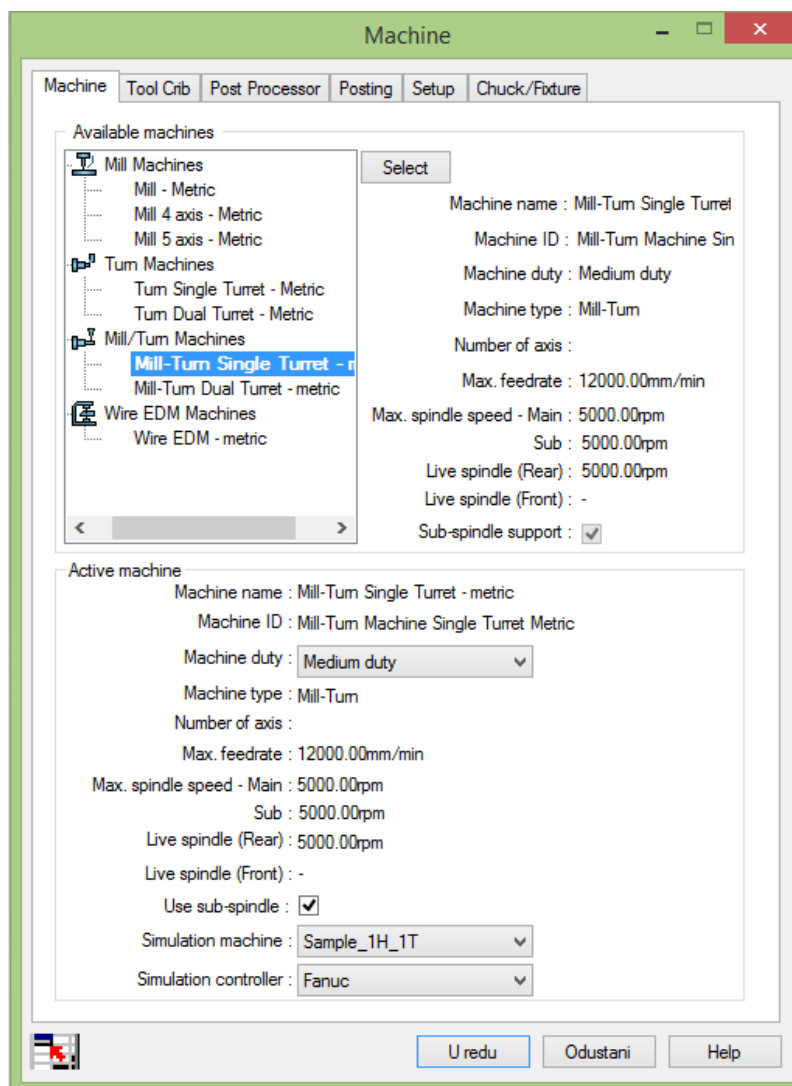 Machine
Machine Tool Crib Post Processor Posting Setup Chuck/Fixture
Available machines
Mill Machines
Mill - Metric
Mill 4 axis - Metric
Mill 5 axis - Metric
Turn Machines
Turn Single Turret - Metric
Turn Dual Turret - Metric
Mill/Turn Machines
Mill-Turn Single Turret - m
Mill-Turn Dual Turret - metric
Wire EDM Machines
Wire EDM - metric
Select
Machine name : Mill-Turn Single Turret
Machine ID : Mill-Turn Machine Sin
Machine duty : Medium duty
Machine type : Mill-Turn
Number of axis :
Max. feedrate : 12000.00mm/min
Max. spindle speed - Main : 5000.00rpm
Sub : 5000.00rpm
Live spindle (Rear) : 5000.00rpm
Live spindle (Front) : -
Sub-spindle support :
Active machine
Machine name : Mill-Turn Single Turret - metric
Machine ID : Mill-Turn Machine Single Turret Metric
Machine duty : Medium duty
Machine type : Mill-Turn
Number of axis :
Max. feedrate : 12000.00mm/min
Max. spindle speed - Main : 5000.00rpm
Sub : 5000.00rpm
Live spindle (Rear) : 5000.00rpm
Live spindle (Front) : -
Use sub-spindle :
Simulation machine : Sample_1H_1T
Simulation controller : Fanuc
U redu Odustani Help